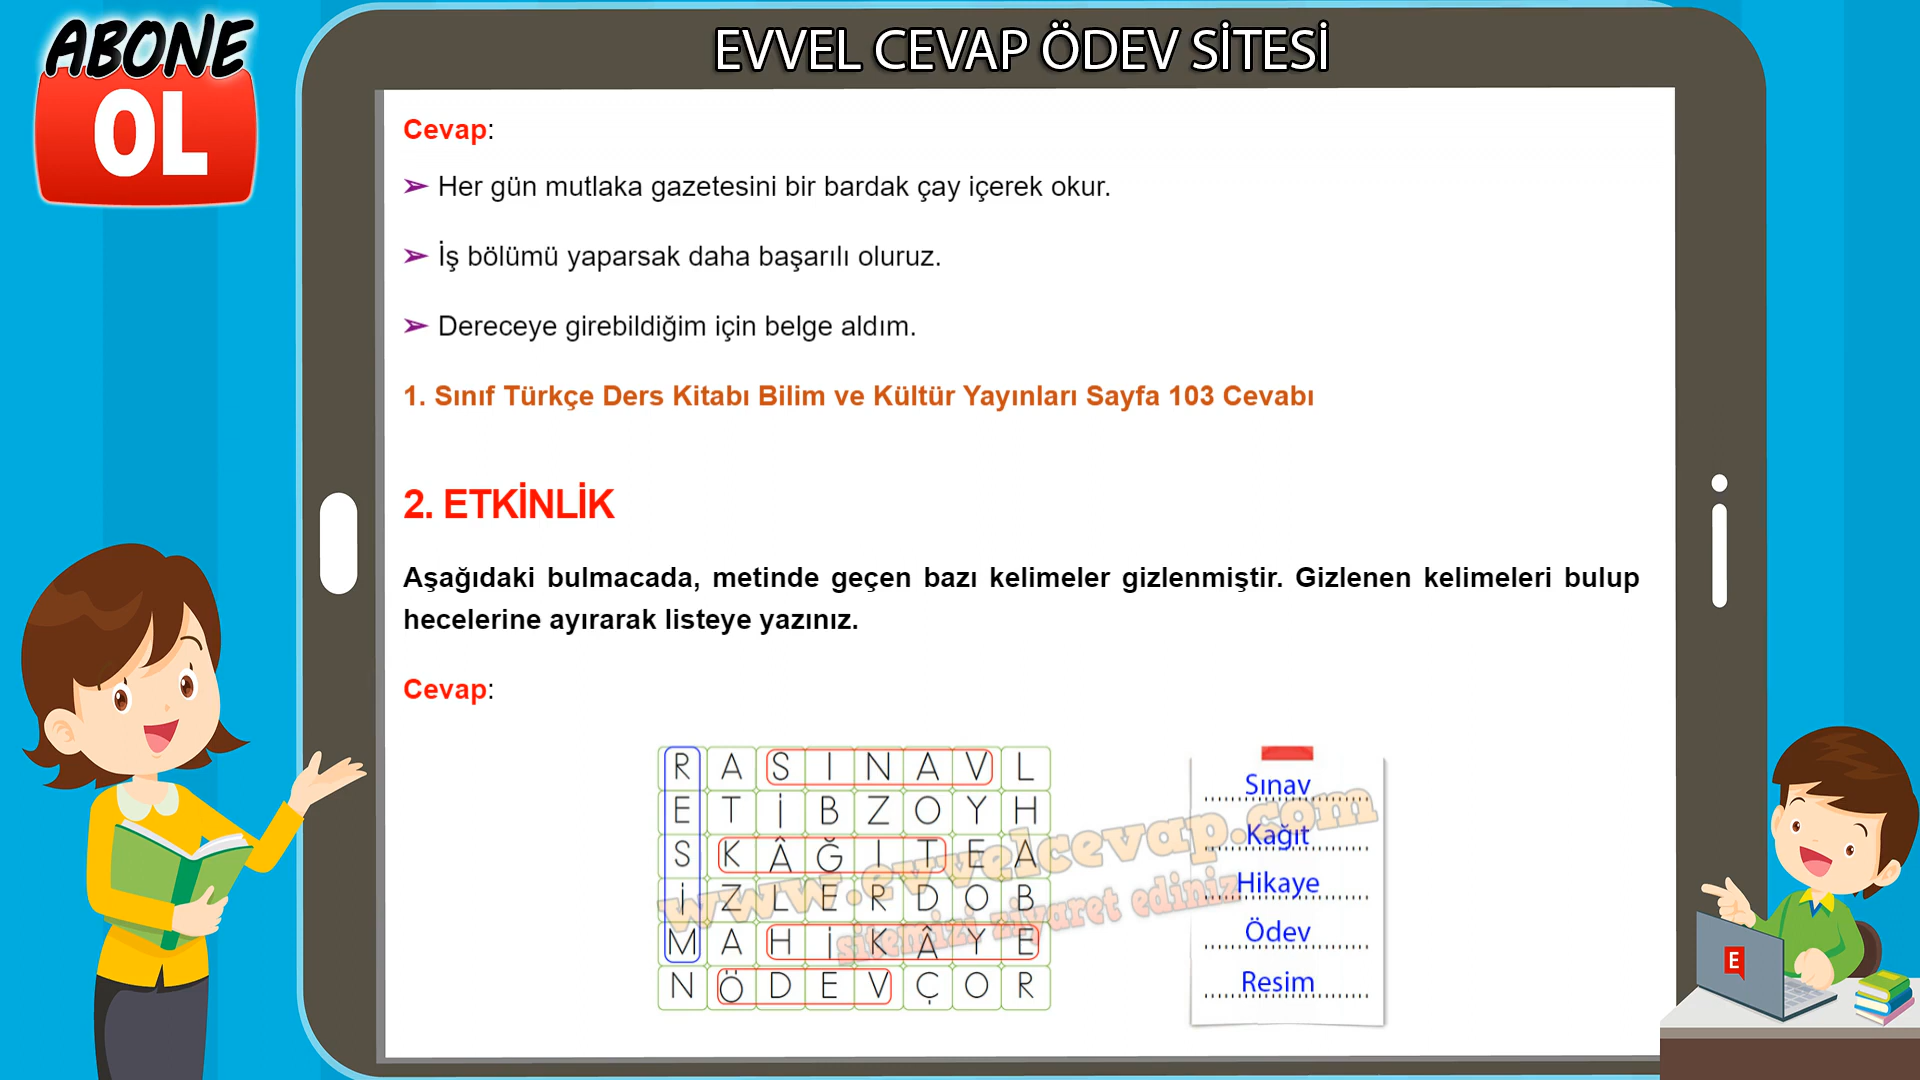 ABONE
OL
EVVEL CEVAP ÖDEV SİTESİ
Cevap:
➢ Her gün mutlaka gazetesini bir bardak çay içerek okur.
➢ İş bölümü yaparsak daha başarılı oluruz.
➢ Dereceye girebildiğim için belge aldım.
1. Sınıf Türkçe Ders Kitabı Bilim ve Kültür Yayınları Sayfa 103 Cevabı
2. ETKİNLİK
Aşağıdaki bulmacada, metinde geçen bazı kelimeler gizlenmiştir. Gizlenen kelimeleri bulup
hecelerine ayırarak listeye yazınız.
Cevap:
R A S I N A V L
E T İ B Z O Y H
S K Â Ğ I T E A
İ Z L E R D O B
M A H İ K Â Y E
N Ö D E V Ç O R
www.evvelcevap.com
sitemizi ziyaret ediniz
Sınav
Kağıt
Hikaye
Ödev
Resim
E